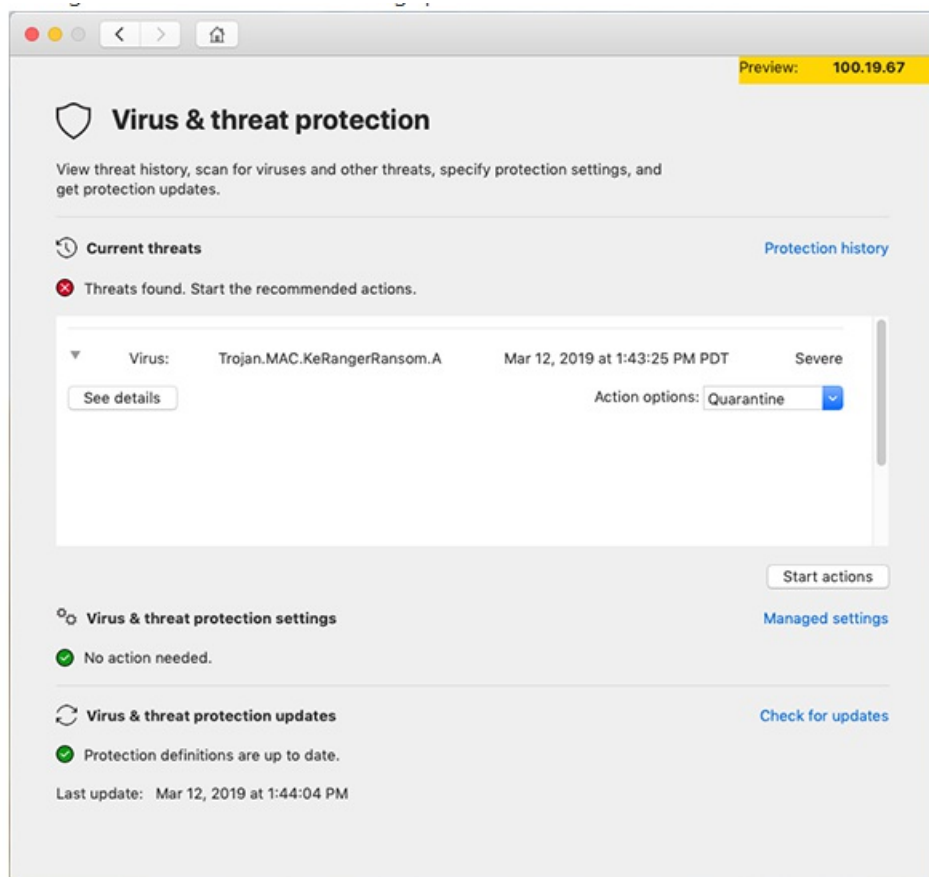 Preview: 100.19.67
Virus & threat protection
View threat history, scan for viruses and other threats, specify protection settings, and
get protection updates.
Current threats Protection history
Threats found. Start the recommended actions.
Virus: Trojan.MAC.KeRangerRansom.A Mar 12, 2019 at 1:43:25 PM PDT Severe
See details Action options: Quarantine
Start actions
Virus & threat protection settings Managed settings
No action needed.
Virus & threat protection updates Check for updates
Protection definitions are up to date.
Last update: Mar 12, 2019 at 1:44:04 PM